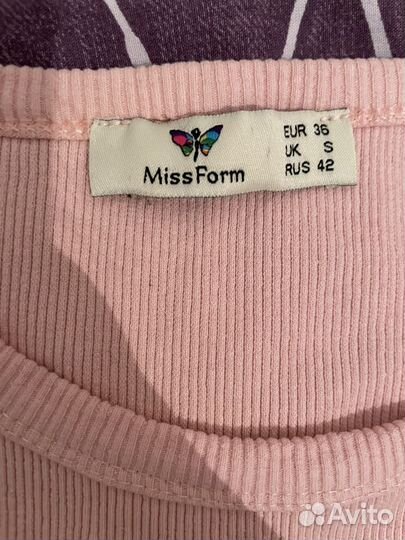 MissForm
EUR 36
UK S
RUS 42
Avito